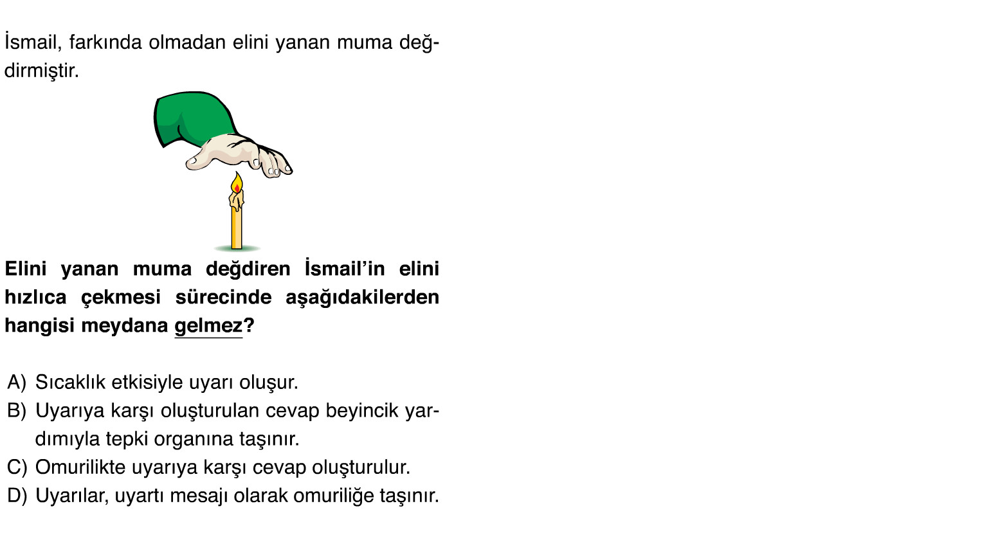 İsmail, farkında olmadan elini yanan muma değ-
dirmiştir.
Elini yanan muma değdiren İsmail’in elini
hızlıca çekmesi sürecinde aşağıdakilerden
hangisi meydana gelmez?
A) Sıcaklık etkisiyle uyarı oluşur.
B) Uyarıya karşı oluşturulan cevap beyincik yar-
dımıyla tepki organına taşınır.
C) Omurilikte uyarıya karşı cevap oluşturulur.
D) Uyarılar, uyartı mesajı olarak omuriliğe taşınır.